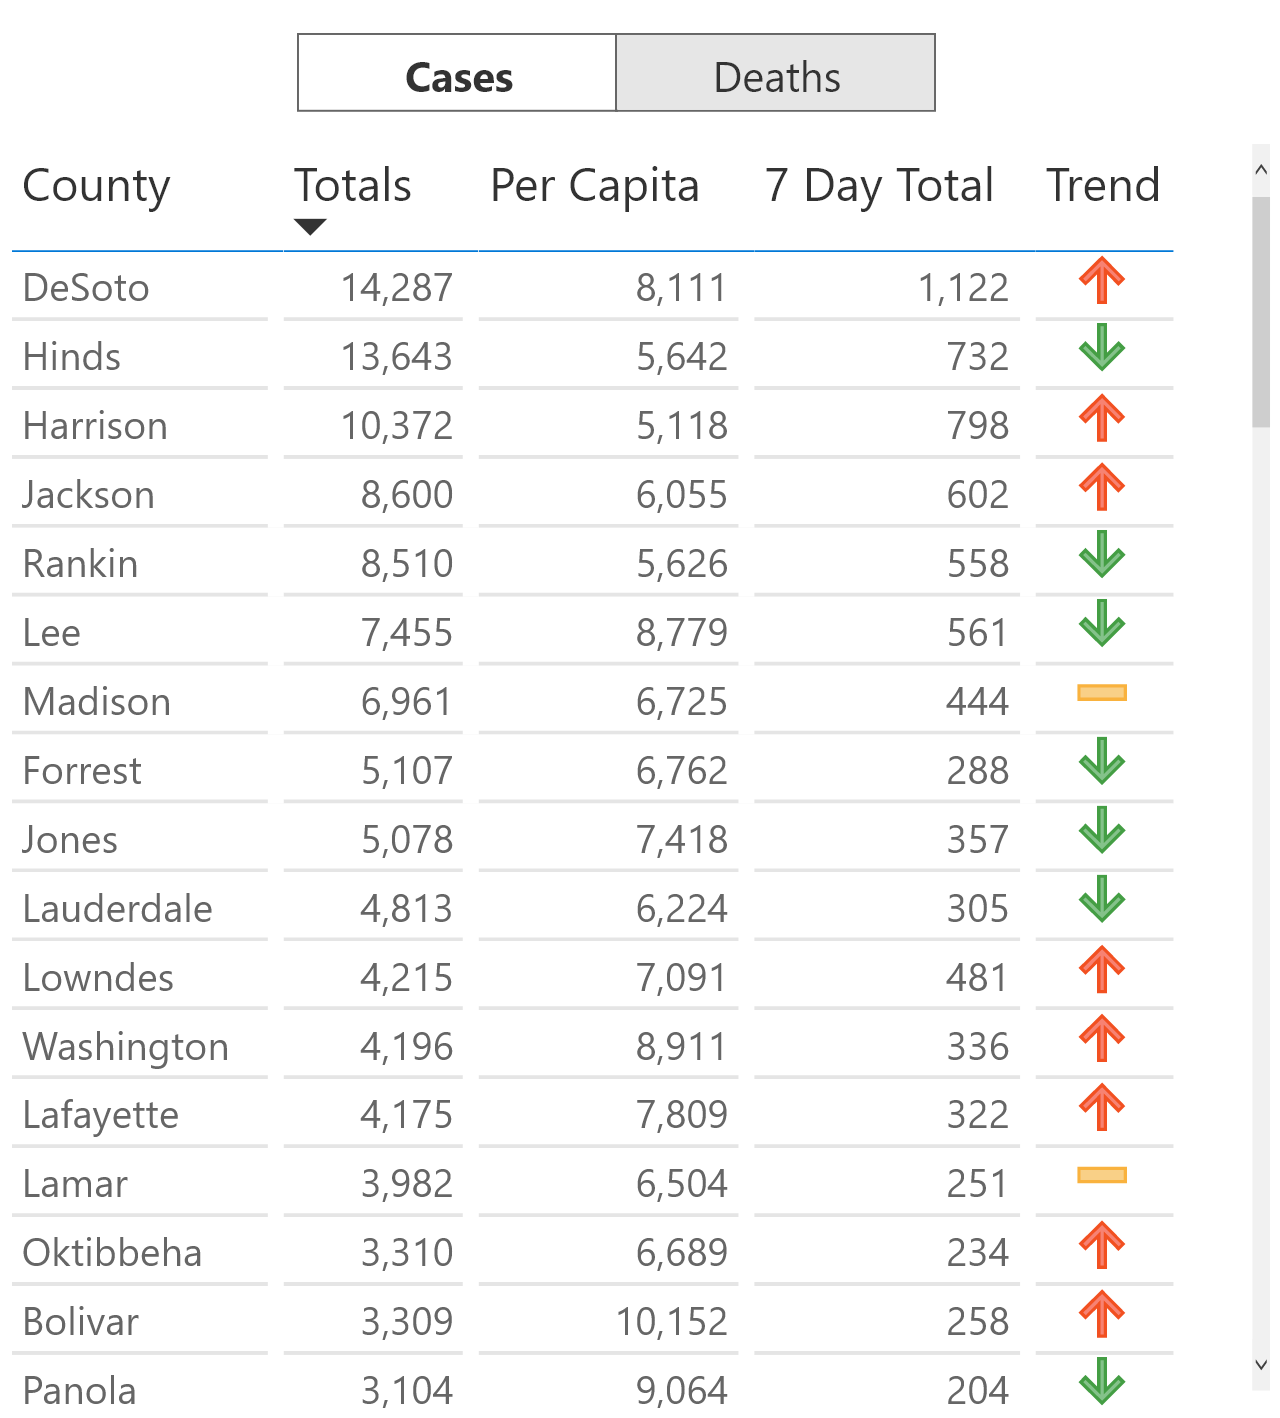 Cases Deaths
County Totals Per Capita 7 Day Total Trend
DeSoto 14,287 8,111 1,122
Hinds 13,643 5,642 732
Harrison 10,372 5,118 798
Jackson 8,600 6,055 602
Rankin 8,510 5,626 558
Lee 7,455 8,779 561
Madison 6,961 6,725 444
Forrest 5,107 6,762 288
Jones 5,078 7,418 357
Lauderdale 4,813 6,224 305
Lowndes 4,215 7,091 481
Washington 4,196 8,911 336
Lafayette 4,175 7,809 322
Lamar 3,982 6,504 251
Oktibbeha 3,310 6,689 234
Bolivar 3,309 10,152 258
Panola 3,104 9,064 204